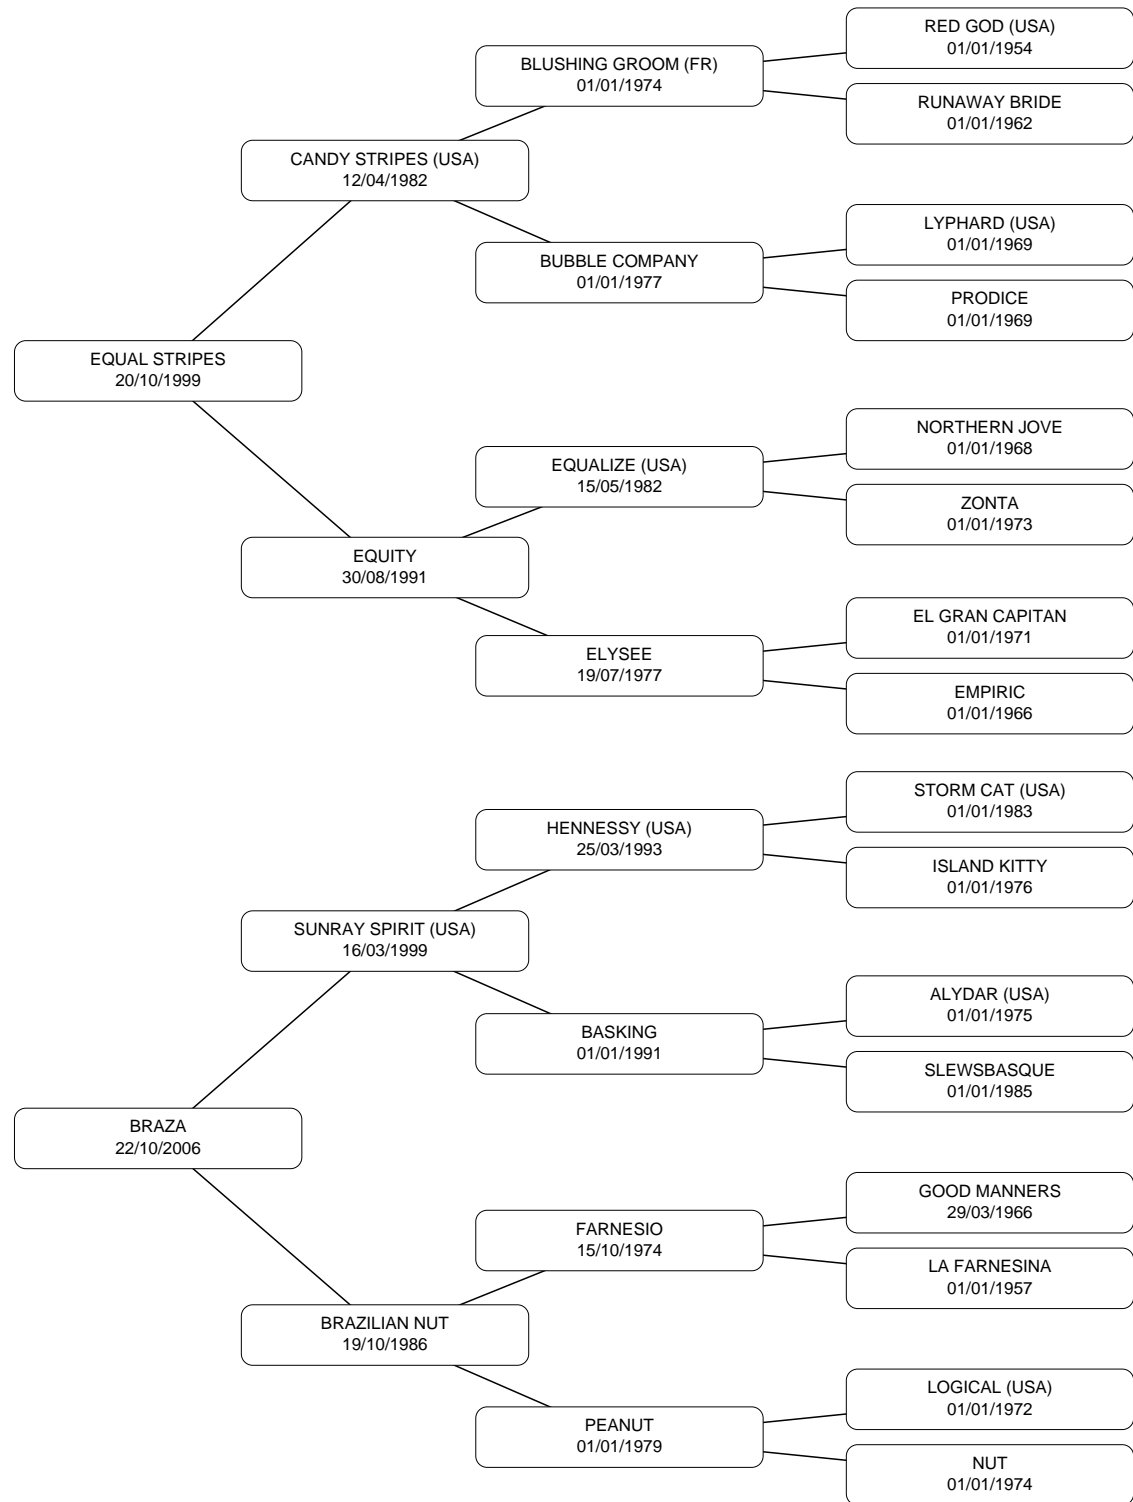 RED GOD (USA)
01/01/1954
BLUSHING GROOM (FR)
01/01/1974
RUNAWAY BRIDE
01/01/1962
CANDY STRIPES (USA)
12/04/1982
LYPHARD (USA)
01/01/1969
BUBBLE COMPANY
01/01/1977
PRODICE
01/01/1969
EQUAL STRIPES
20/10/1999
NORTHERN JOVE
01/01/1968
EQUALIZE (USA)
15/05/1982
ZONTA
01/01/1973
EQUITY
30/08/1991
EL GRAN CAPITAN
01/01/1971
ELYSEE
19/07/1977
EMPIRIC
01/01/1966
STORM CAT (USA)
01/01/1983
HENNESSY (USA)
25/03/1993
ISLAND KITTY
01/01/1976
SUNRAY SPIRIT (USA)
16/03/1999
ALYDAR (USA)
01/01/1975
BASKING
01/01/1991
SLEWSBASQUE
01/01/1985
BRAZA
22/10/2006
GOOD MANNERS
29/03/1966
FARNESIO
15/10/1974
LA FARNESINA
01/01/1957
BRAZILIAN NUT
19/10/1986
LOGICAL (USA)
01/01/1972
PEANUT
01/01/1979
NUT
01/01/1974